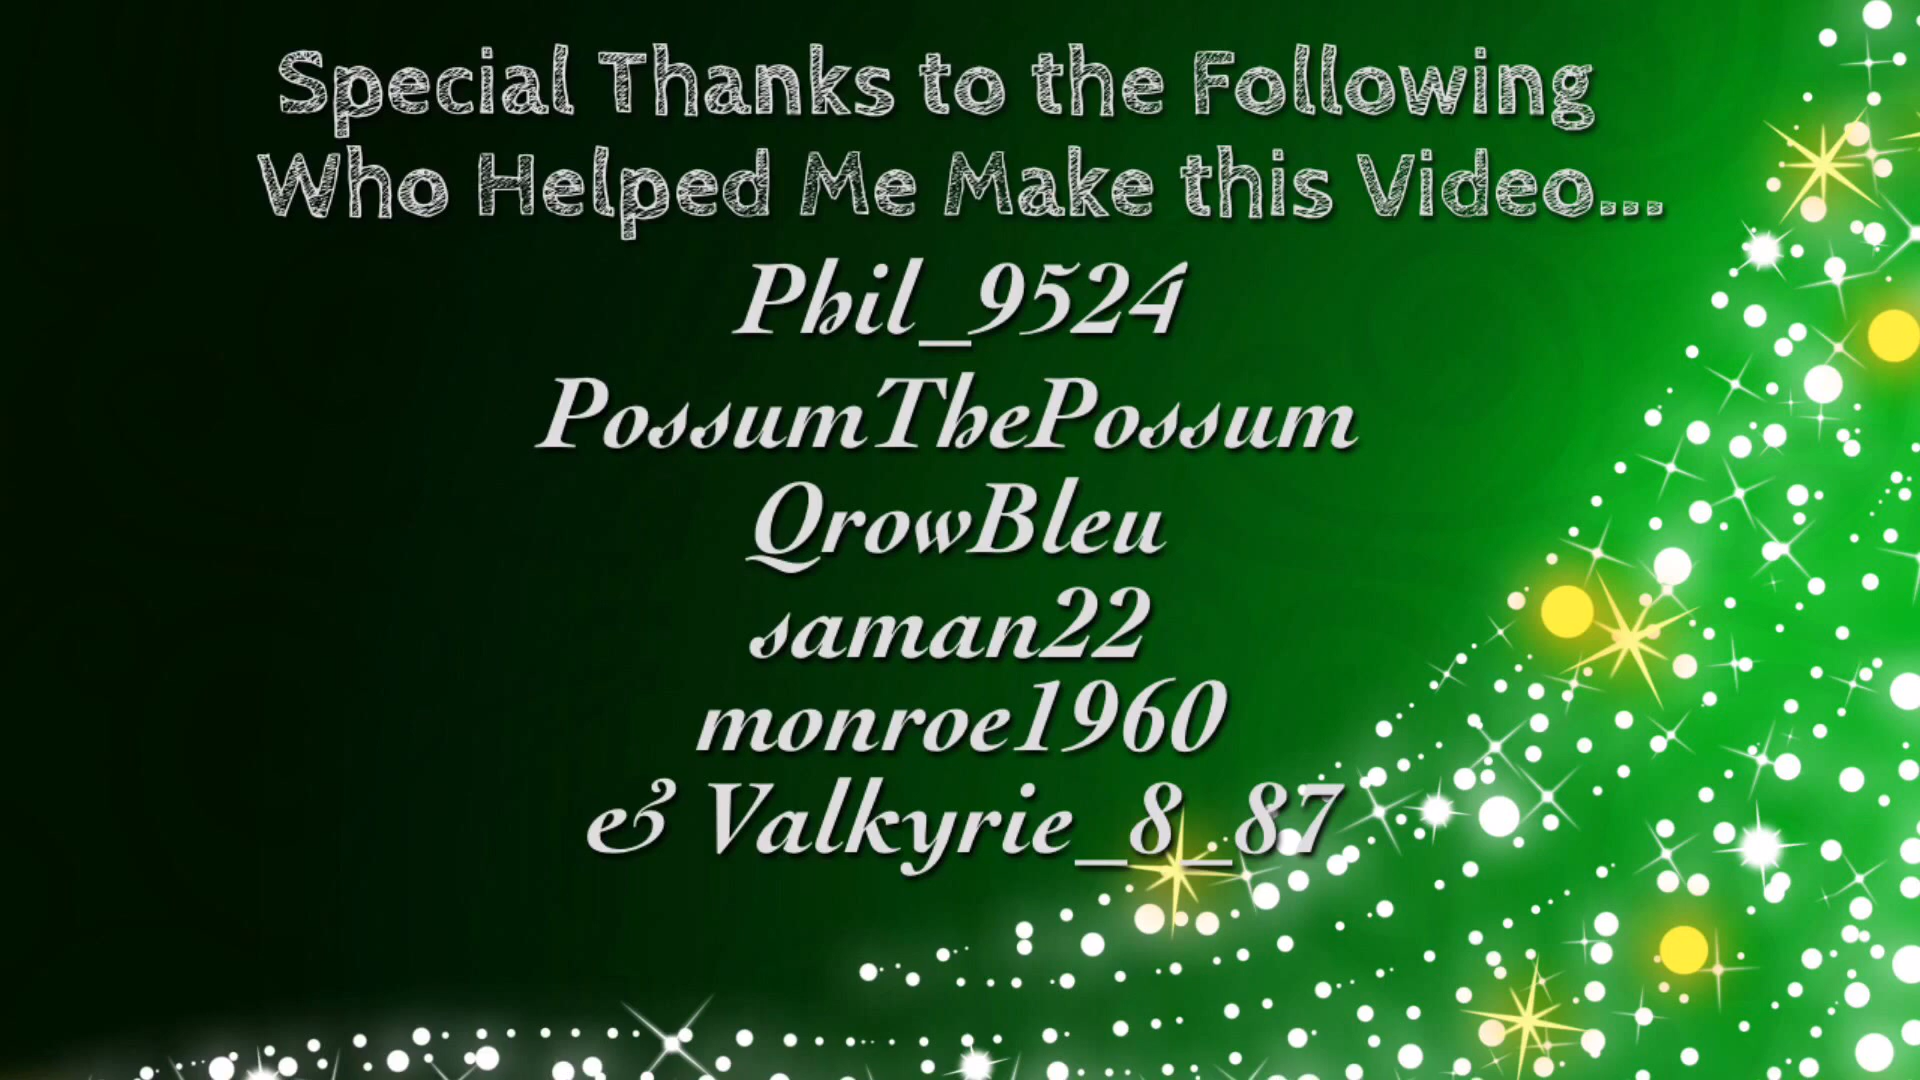 Special Thanks to the Following
Who Helped Me Make this Video...
Phil_9524
PossumThePossum
QrowBleu
saman22
monroe1960
& Valkyrie_8_87